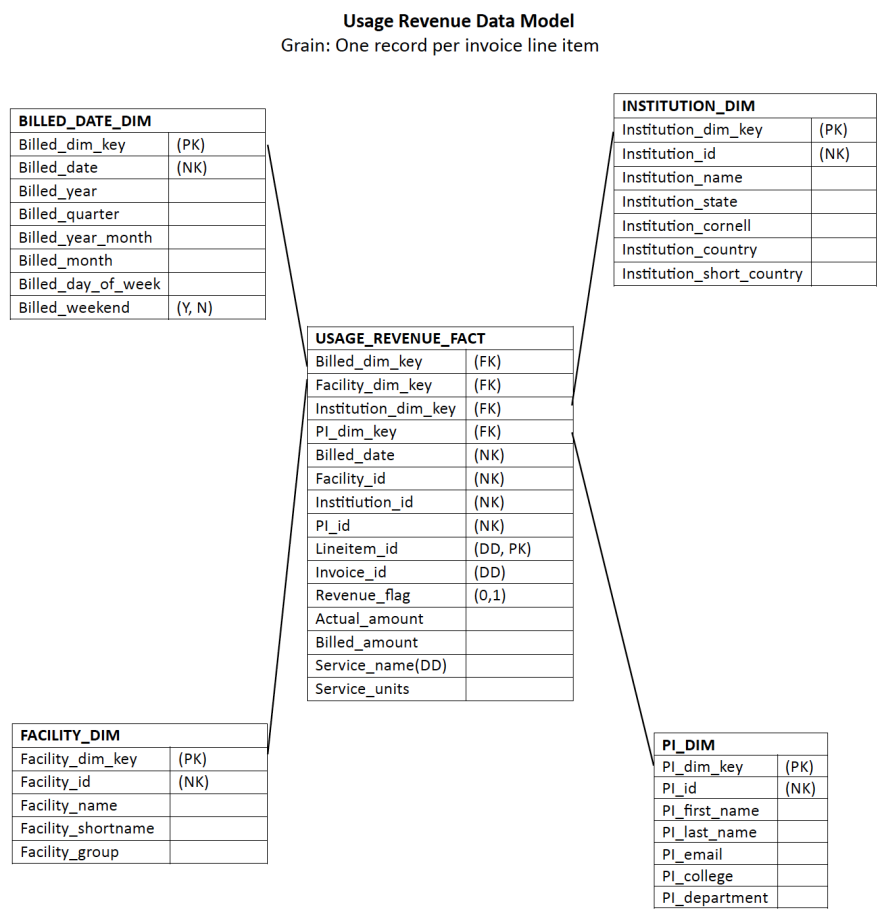 Usage Revenue Data Model
Grain: One record per invoice line item
BILLED_DATE_DIM
Billed_dim_key (PK)
Billed_date (NK)
Billed_year
Billed_quarter
Billed_year_month
Billed_month
Billed_day_of_week
Billed_weekend (Y, N)
INSTITUTION_DIM
Institution_dim_key (PK)
Institution_id (NK)
Institution_name
Institution_state
Institution_cornell
Institution_country
Institution_short_country
USAGE_REVENUE_FACT
Billed_dim_key (FK)
Facility_dim_key (FK)
Institution_dim_key (FK)
PI_dim_key (FK)
Billed_date (NK)
Facility_id (NK)
Institiution_id (NK)
PI_id (NK)
Lineitem_id (DD, PK)
Invoice_id (DD)
Revenue_flag (0,1)
Actual_amount
Billed_amount
Service_name(DD)
Service_units
FACILITY_DIM
Facility_dim_key (PK)
Facility_id (NK)
Facility_name
Facility_shortname
Facility_group
PI_DIM
PI_dim_key (PK)
PI_id (NK)
PI_first_name
PI_last_name
PI_email
PI_college
PI_department